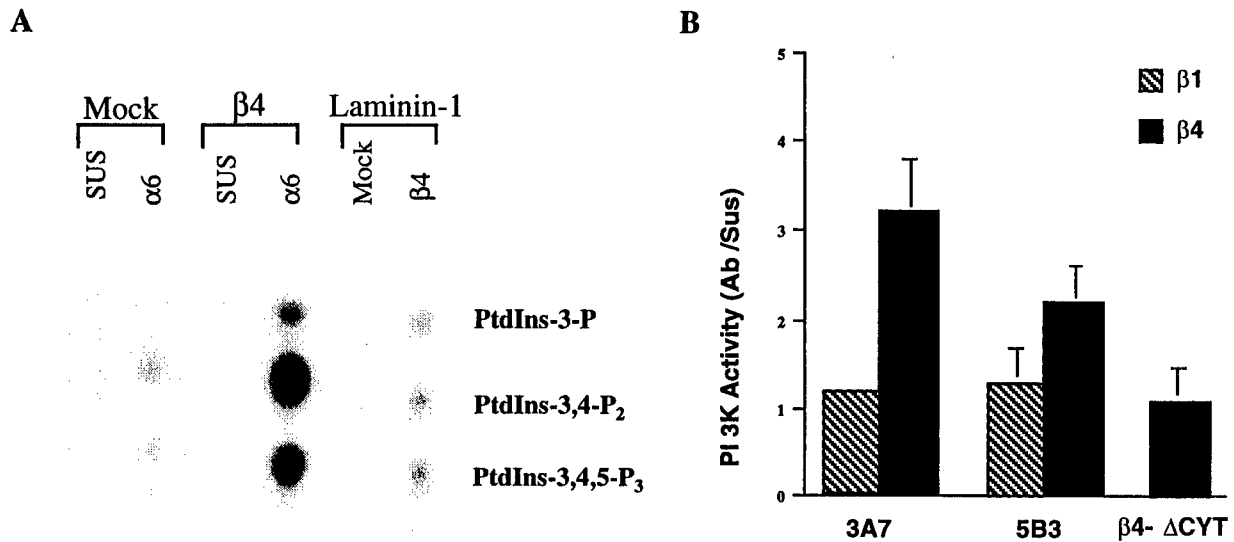 A
Mock
β4
Laminin-1
SUS
α6
SUS
α6
Mock
β4
PtdIns-3-P
PtdIns-3,4-P2
PtdIns-3,4,5-P3
B
β1
β4
PI 3K Activity (Ab /Sus)
5
4
3
2
1
0
3A7
5B3
β4- ΔCYT